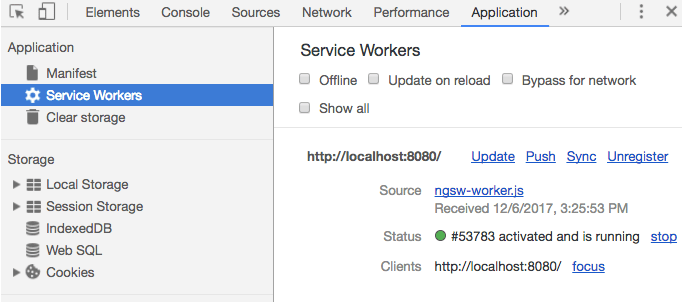 Elements Console Sources Network Performance Application »
Application
Manifest
Service Workers
Clear storage
Storage
Local Storage
Session Storage
IndexedDB
Web SQL
Cookies
Service Workers
Offline Update on reload Bypass for network
Show all
http://localhost:8080/ Update Push Sync Unregister
Source ngsw-worker.js
Received 12/6/2017, 3:25:53 PM
Status #53783 activated and is running stop
Clients http://localhost:8080/ focus